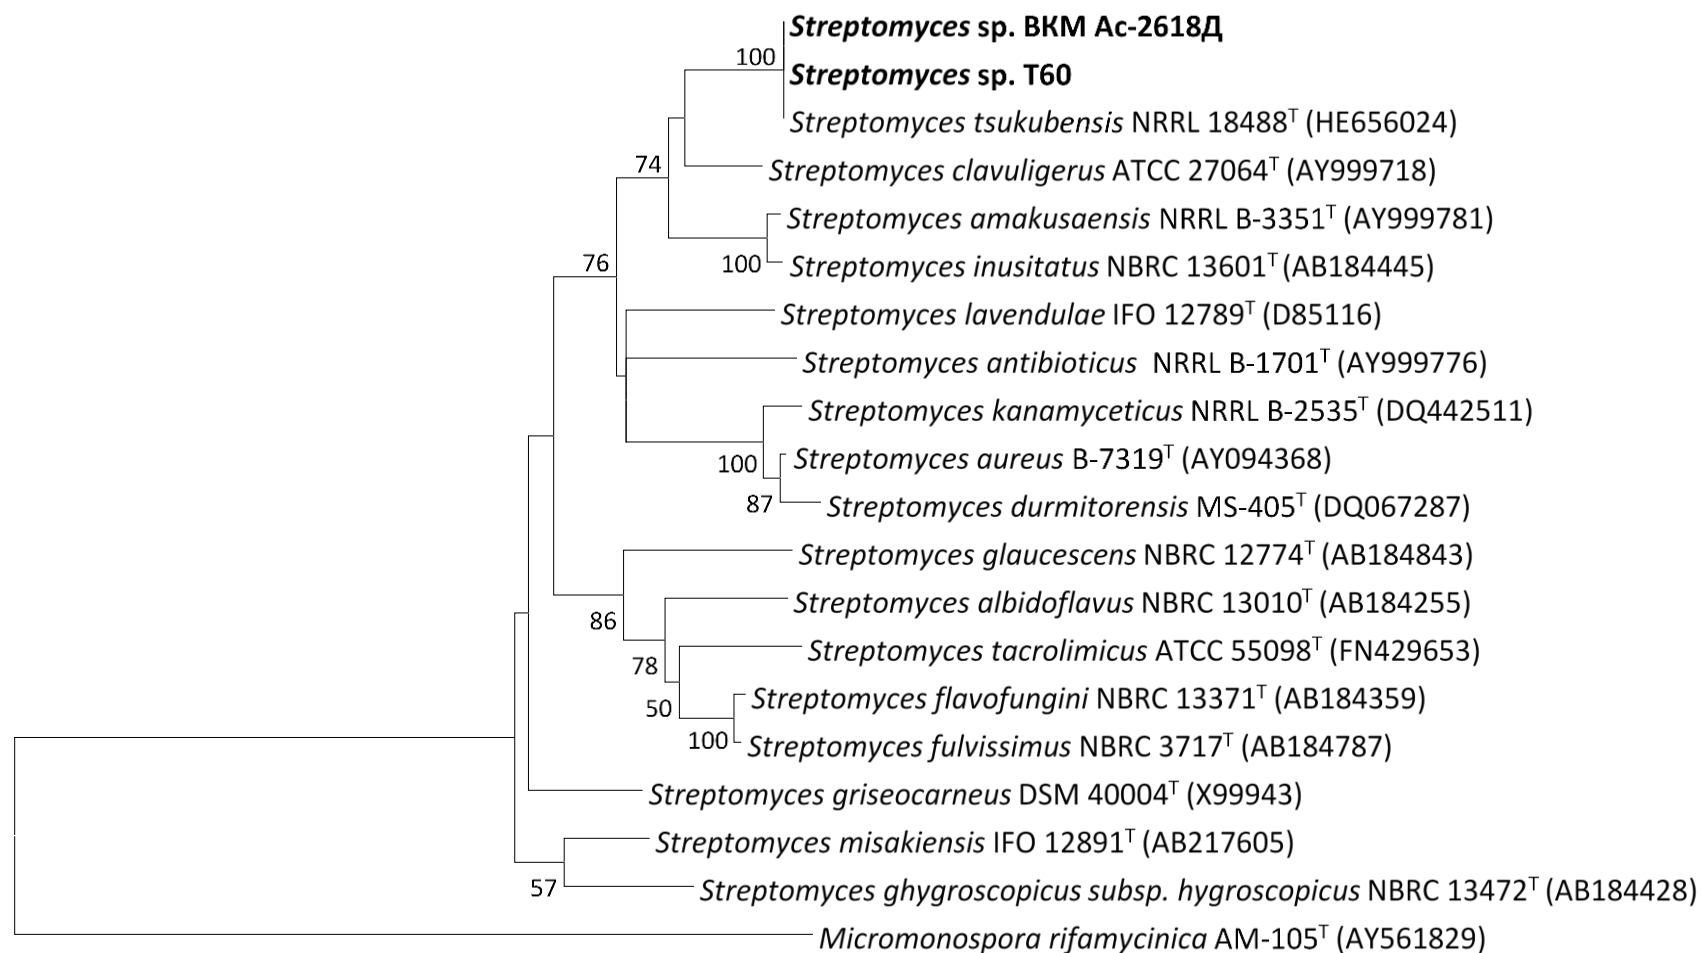 Streptomyces sp. ВКМ Ас-2618Д
100
Streptomyces sp. T60
Streptomyces tsukubensis NRRL 18488T (HE656024)
74
Streptomyces clavuligerus ATCC 27064T (AY999718)
Streptomyces amakusaensis NRRL B-3351T (AY999781)
76
100
Streptomyces inusitatus NBRC 13601T (AB184445)
Streptomyces lavendulae IFO 12789T (D85116)
Streptomyces antibioticus NRRL B-1701T (AY999776)
Streptomyces kanamyceticus NRRL B-2535T (DQ442511)
100
Streptomyces aureus B-7319T (AY094368)
87
Streptomyces durmitorensis MS-405T (DQ067287)
Streptomyces glaucescens NBRC 12774T (AB184843)
Streptomyces albidoflavus NBRC 13010T (AB184255)
86
Streptomyces tacrolimicus ATCC 55098T (FN429653)
78
Streptomyces flavofungini NBRC 13371T (AB184359)
50
100
Streptomyces fulvissimus NBRC 3717T (AB184787)
Streptomyces griseocarneus DSM 40004T (X99943)
Streptomyces misakiensis IFO 12891T (AB217605)
57
Streptomyces ghygroscopicus subsp. hygroscopicus NBRC 13472T (AB184428)
Micromonospora rifamycinica AM-105T (AY561829)